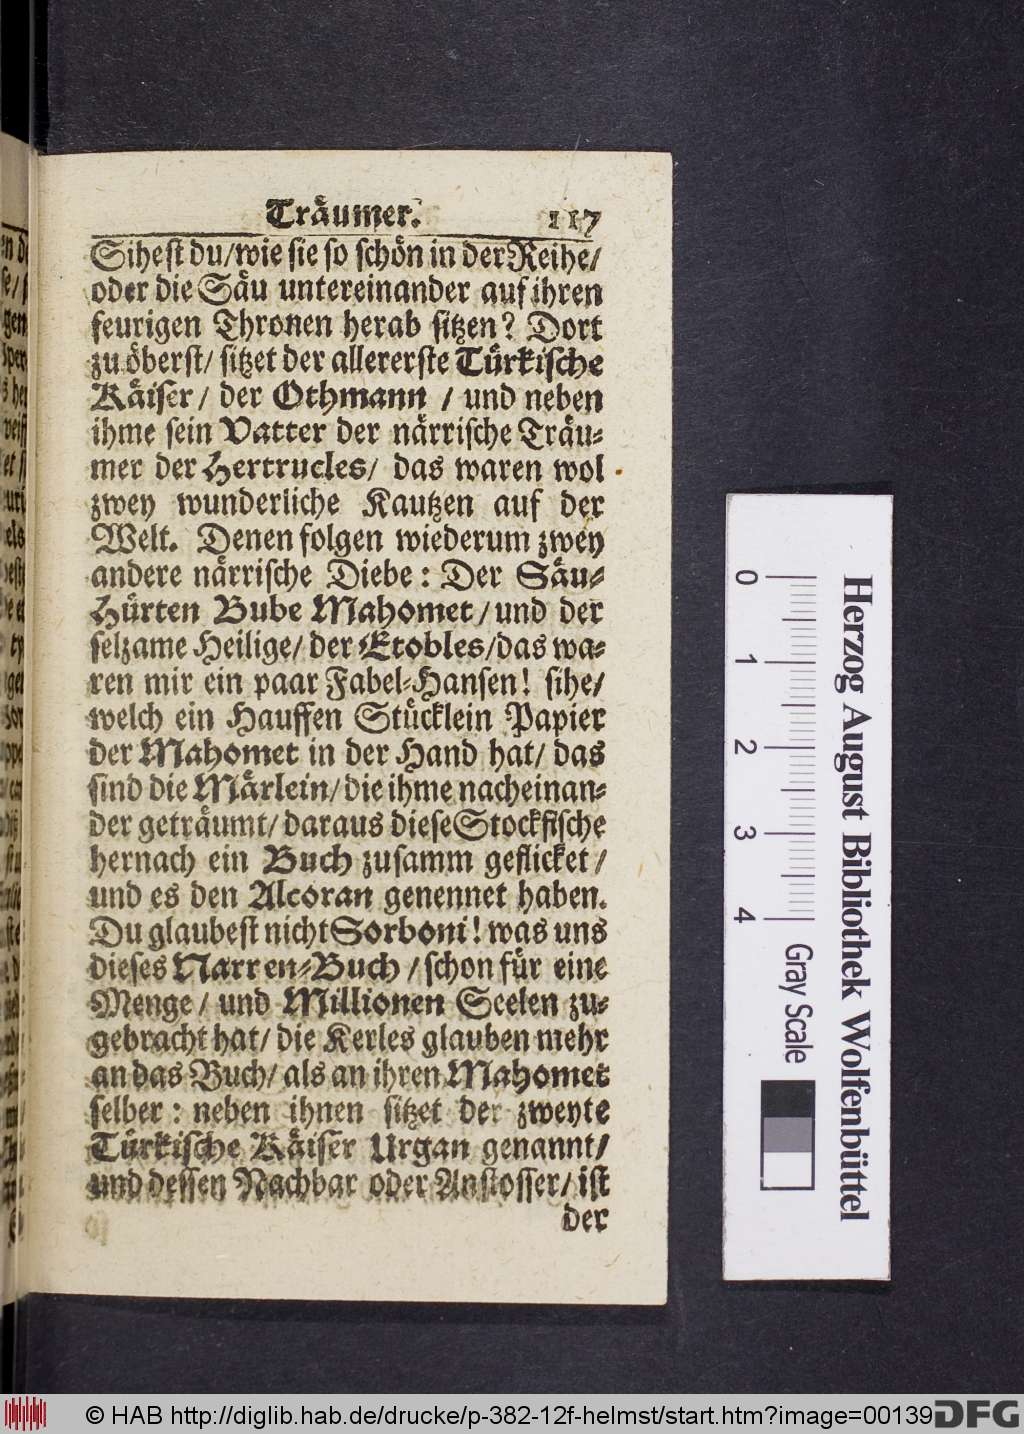 Träumer. 117
Sihest du/wie sie so schön in der Reihe/
oder die Säu untereinander auf ihren
feurigen Thronen herab sitzen? Dort
zu öberst/ sitzet der allererste Türkische
Käiser/ der Othmann / und neben
ihme sein Vatter der närrische Träu-
mer der Hertrucles/ das waren wol
zwey wunderliche Kautzen auf der
Welt. Denen folgen wiederum zwey
andere närrische Diebe: Der Säu-
Hürten Bube Mahomet/und der
selzame Heilige/ der Etobles/das wa-
ren mir ein paar Fabel-Hansen! sihe/
welch ein Hauffen Stücklein Papier
der Mahomet in der Hand hat/ das
sind die Märlein/die ihme nacheinan-
der geträumt/ daraus diese Stockfische
hernach ein Buch zusamm geflicket/
und es den Alcoran genennet haben.
Du glaubest nicht Sorboni! was uns
dieses Narren-Buch/schon für eine
Menge/ und Millionen Seelen zu-
gebracht hat/ die Kerles glauben mehr
an das Buch/ als an ihren Mahomet
selber: neben ihnen sitzet der zweyte
Türkische Käiser Urgan genannt/
und dessen Nachbar oder Anstosser/ ist
der
0 1 2 3 4
Gray Scale
Herzog August Bibliothek Wolfenbüttel
© HAB http://diglib.hab.de/drucke/p-382-12f-helmst/start.htm?image=00139
DFG